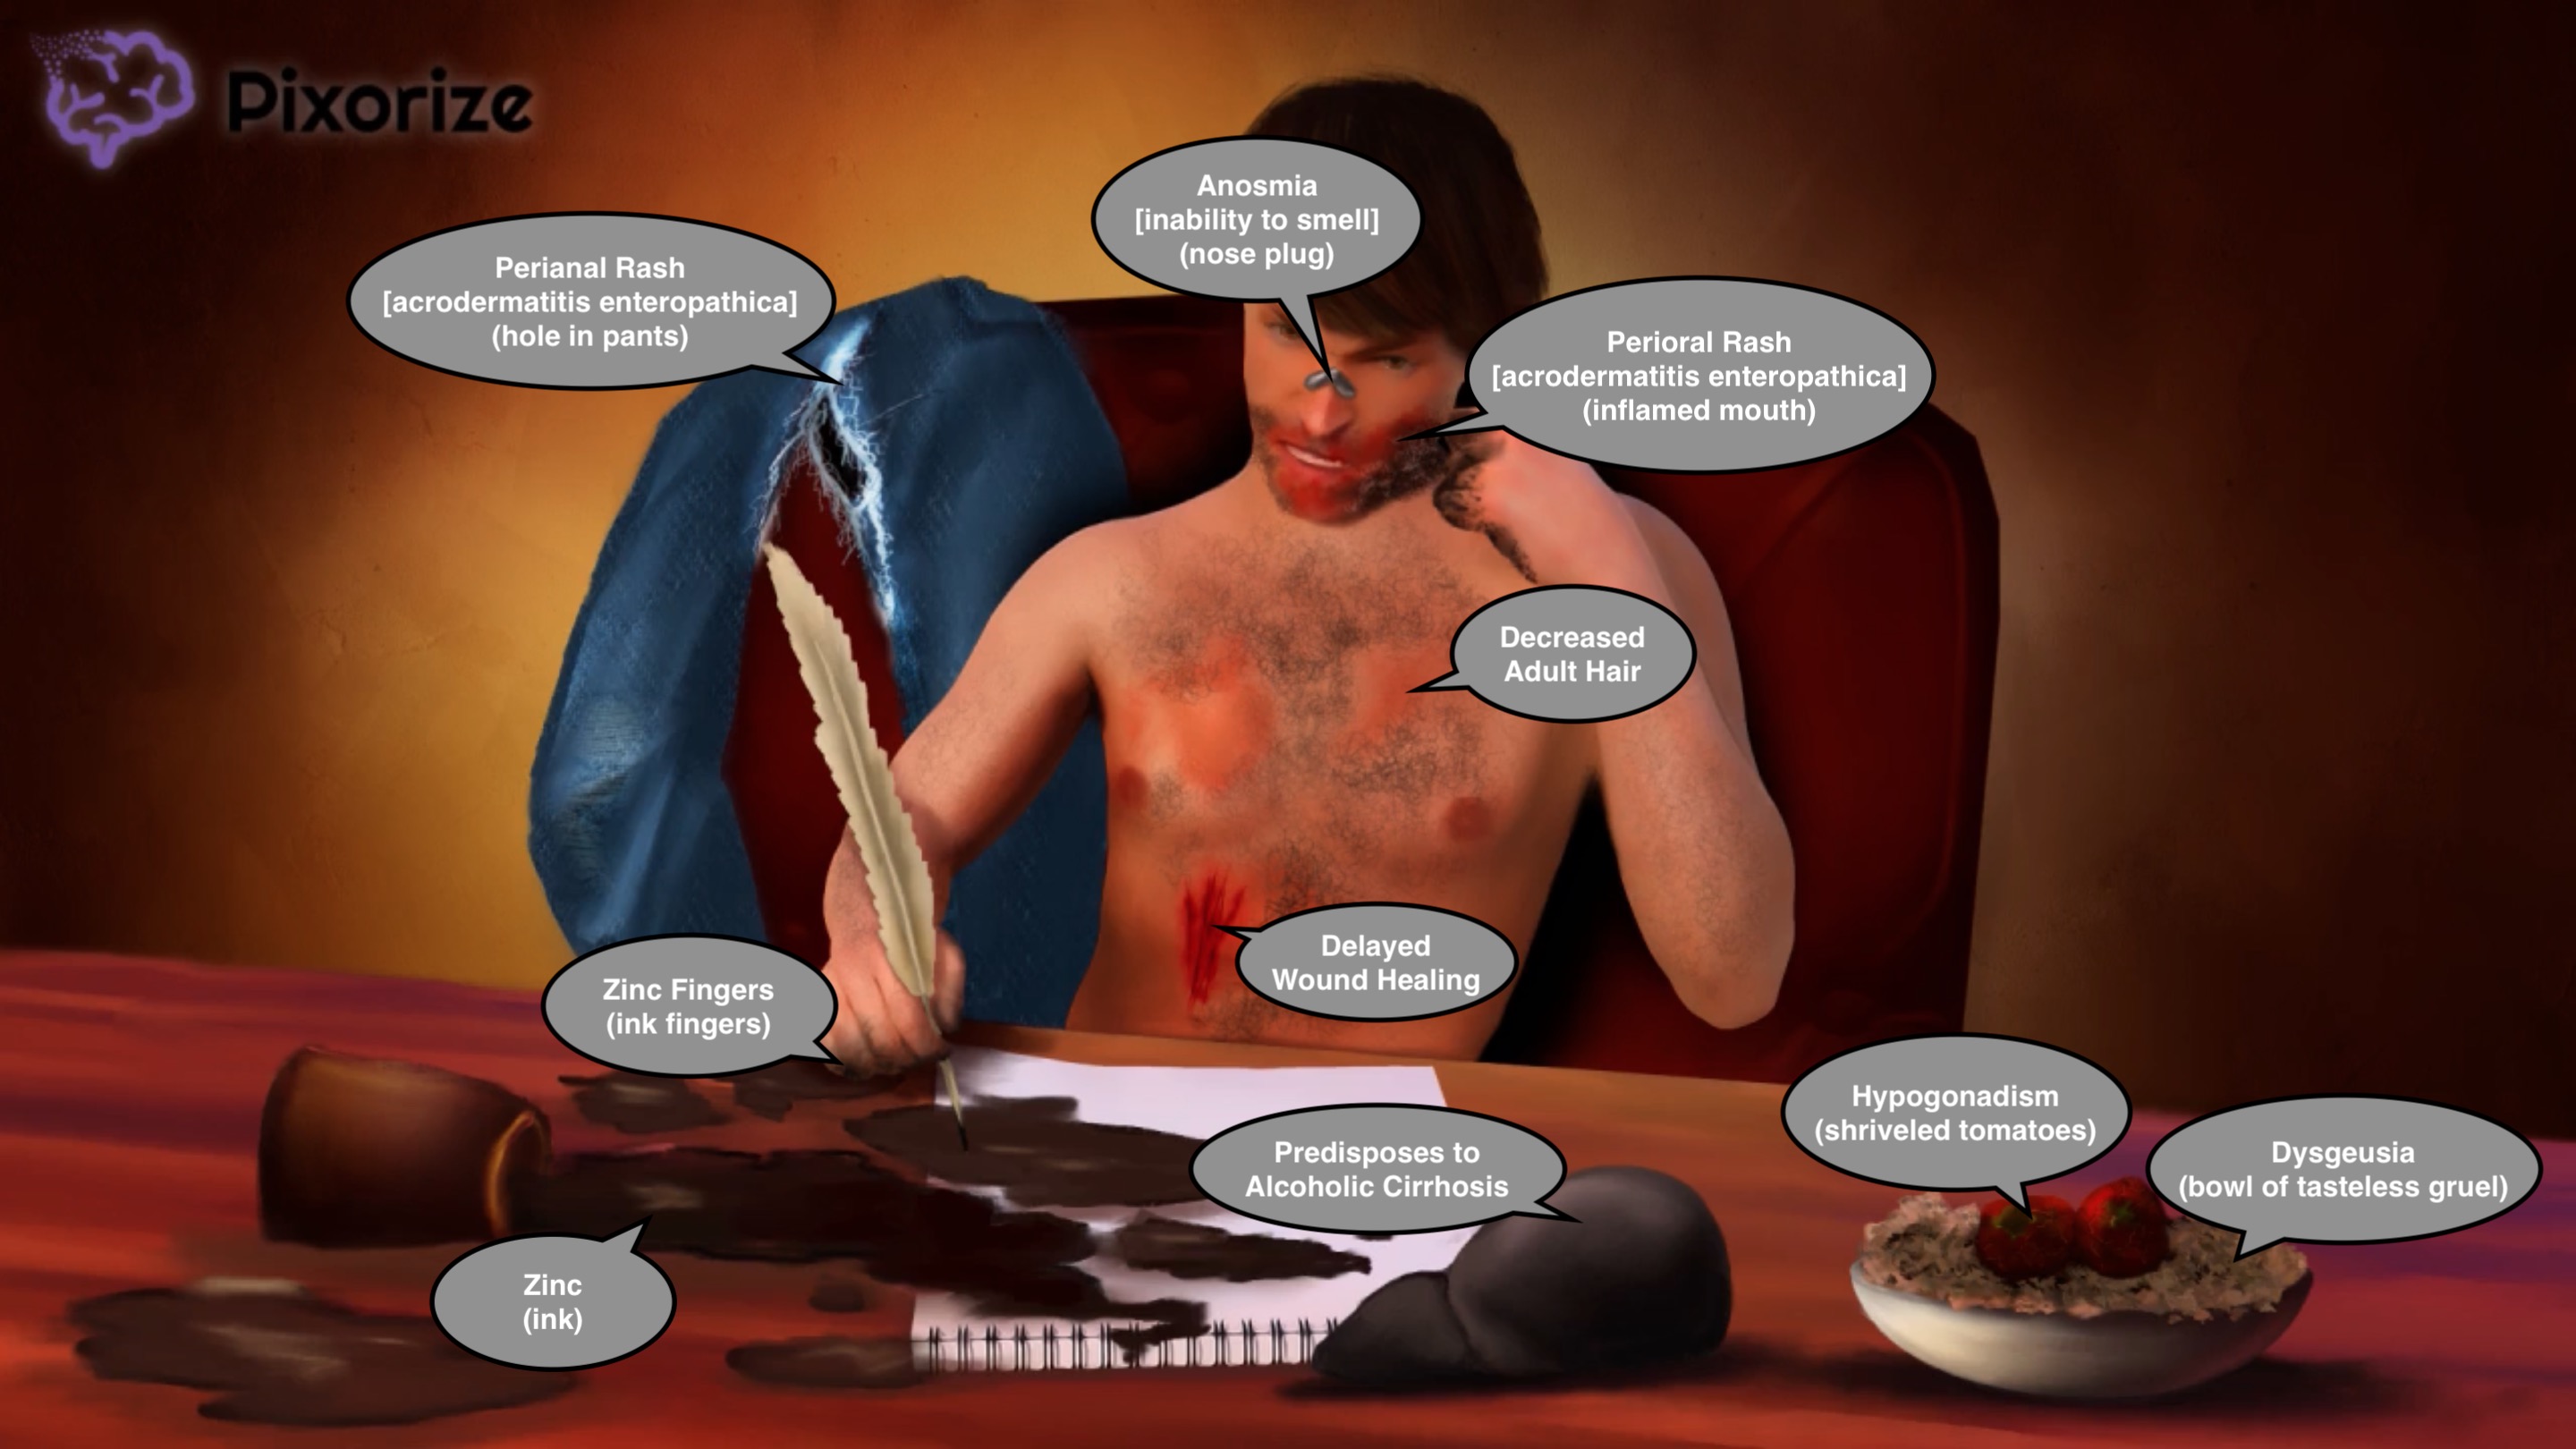 Pixorize
Anosmia
[inability to smell]
(nose plug)
Perianal Rash
[acrodermatitis enteropathica]
(hole in pants)
Perioral Rash
[acrodermatitis enteropathica]
(inflamed mouth)
Decreased
Adult Hair
Delayed
Wound Healing
Zinc Fingers
(ink fingers)
Hypogonadism
(shriveled tomatoes)
Predisposes to
Alcoholic Cirrhosis
Dysgeusia
(bowl of tasteless gruel)
Zinc
(ink)